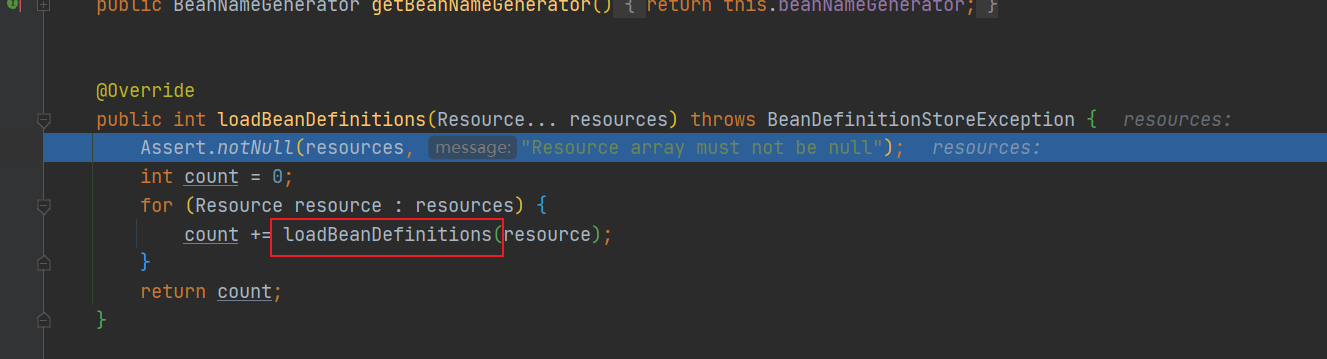 public BeanNameGenerator getBeanNameGenerator() { return this.beanNameGenerator; }
@Override
public int loadBeanDefinitions(Resource... resources) throws BeanDefinitionStoreException { resources:
Assert.notNull(resources, message: "Resource array must not be null"); resources:
int count = 0;
for (Resource resource : resources) {
count += loadBeanDefinitions(resource);
}
return count;
}